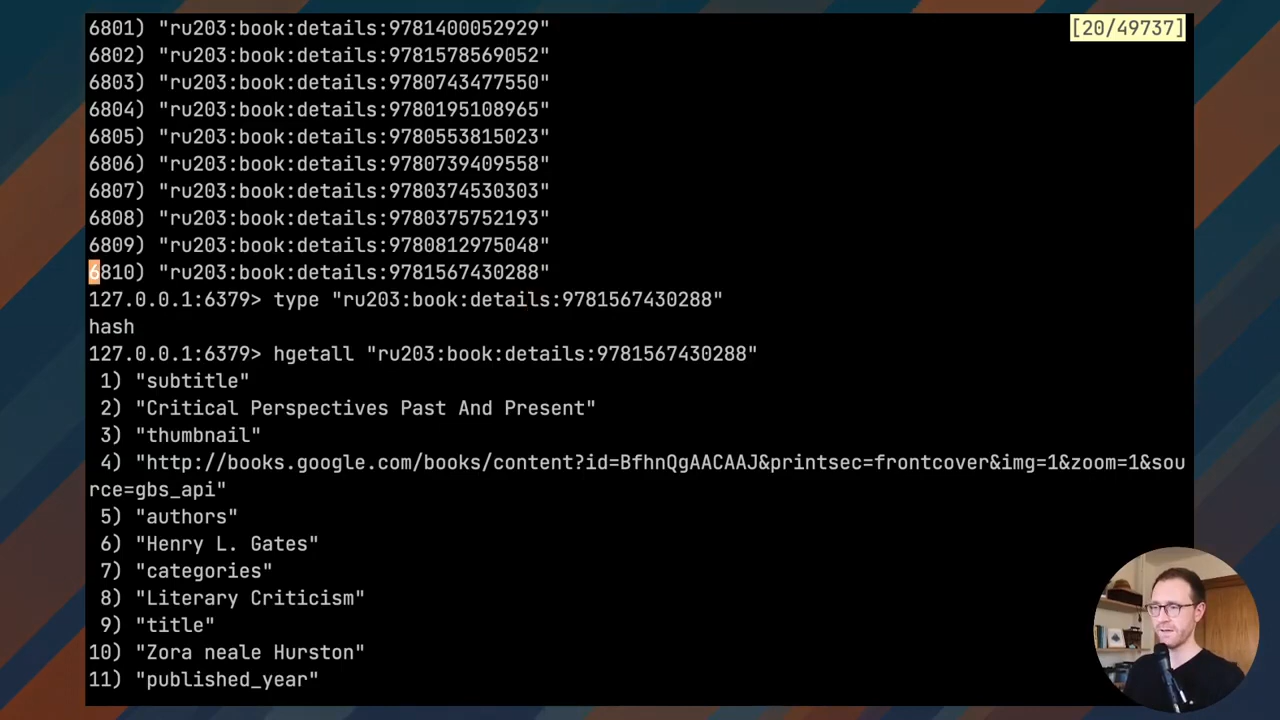 6801) "ru203:book:details:9781400052929"
[20/49737]
6802) "ru203:book:details:9781578569052"
6803) "ru203:book:details:9780743477550"
6804) "ru203:book:details:9780195108965"
6805) "ru203:book:details:9780553815023"
6806) "ru203:book:details:9780739409558"
6807) "ru203:book:details:9780374530303"
6808) "ru203:book:details:9780375752193"
6809) "ru203:book:details:9780812975048"
6810) "ru203:book:details:9781567430288"
127.0.0.1:6379> type "ru203:book:details:9781567430288"
hash
127.0.0.1:6379> hgetall "ru203:book:details:9781567430288"
1) "subtitle"
2) "Critical Perspectives Past And Present"
3) "thumbnail"
4) "http://books.google.com/books/content?id=BfhnQgAACAAJ&printsec=frontcover&img=1&zoom=1&sou
rce=gbs_api"
5) "authors"
6) "Henry L. Gates"
7) "categories"
8) "Literary Criticism"
9) "title"
10) "Zora neale Hurston"
11) "published_year"